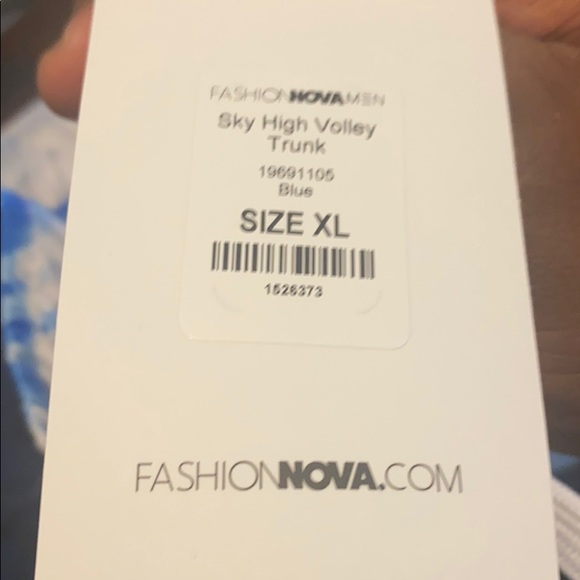 FASHIONNOVAMEN
Sky High Volley
Trunk
19691105
Blue
SIZE XL
1526373
FASHIONNOVA.COM